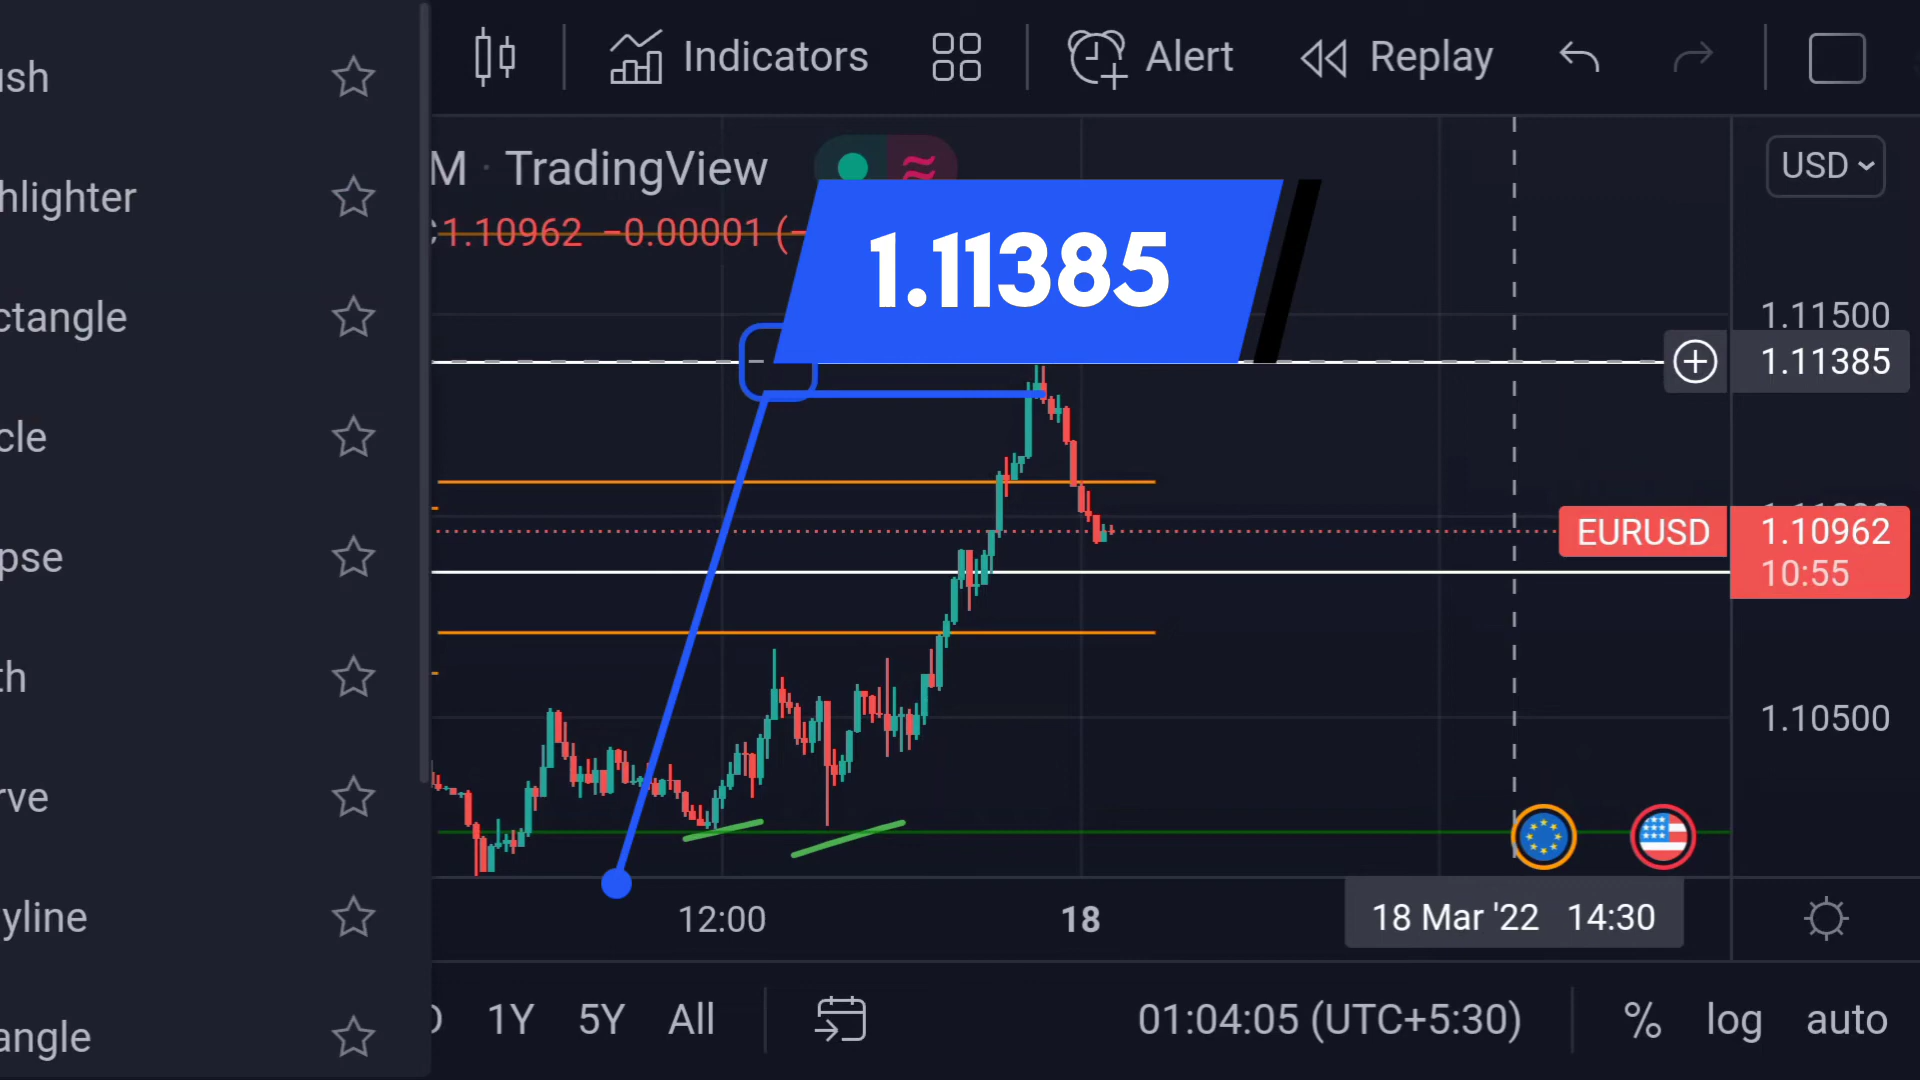 Indicators
Alert
Replay
ush
hlighter
ctangle
cle
pse
th
rve
yline
angle
M · TradingView
USD
C1.10962 −0.00001 (−
1.11385
1.11500
1.11385
EURUSD
1.10962
10:55
1.10500
12:00
18
18 Mar '22 14:30
1Y
5Y
All
01:04:05 (UTC+5:30)
%
log
auto